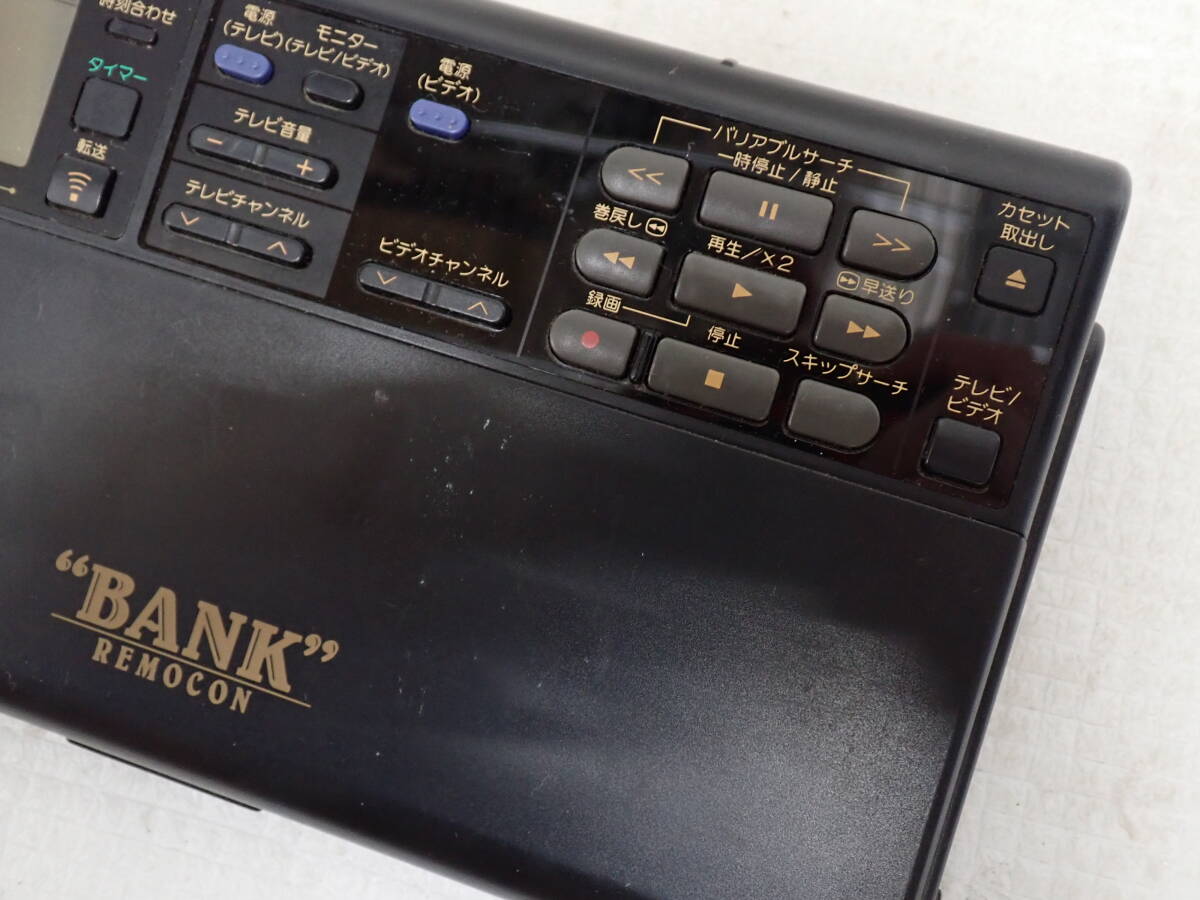 時刻合わせ
タイマー
転送
電源
(テレビ)
モニター
(テレビ/ビデオ)
テレビ音量
− +
テレビチャンネル
電源
(ビデオ)
ビデオチャンネル
バリアブルサーチ
一時停止/静止
巻戻し
再生/×2
早送り
録画
停止
スキップサーチ
カセット
取出し
テレビ/
ビデオ
“BANK”
REMOCON